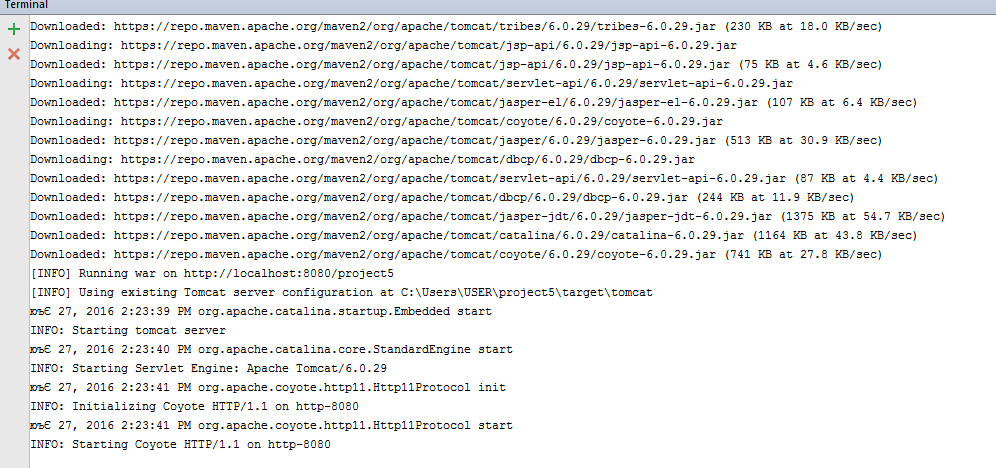 Terminal
Downloaded: https://repo.maven.apache.org/maven2/org/apache/tomcat/tribes/6.0.29/tribes-6.0.29.jar (230 KB at 18.0 KB/sec)
Downloading: https://repo.maven.apache.org/maven2/org/apache/tomcat/jsp-api/6.0.29/jsp-api-6.0.29.jar
Downloaded: https://repo.maven.apache.org/maven2/org/apache/tomcat/jsp-api/6.0.29/jsp-api-6.0.29.jar (75 KB at 4.6 KB/sec)
Downloading: https://repo.maven.apache.org/maven2/org/apache/tomcat/servlet-api/6.0.29/servlet-api-6.0.29.jar
Downloaded: https://repo.maven.apache.org/maven2/org/apache/tomcat/jasper-el/6.0.29/jasper-el-6.0.29.jar (107 KB at 6.4 KB/sec)
Downloading: https://repo.maven.apache.org/maven2/org/apache/tomcat/coyote/6.0.29/coyote-6.0.29.jar
Downloaded: https://repo.maven.apache.org/maven2/org/apache/tomcat/jasper/6.0.29/jasper-6.0.29.jar (513 KB at 30.9 KB/sec)
Downloading: https://repo.maven.apache.org/maven2/org/apache/tomcat/dbcp/6.0.29/dbcp-6.0.29.jar
Downloaded: https://repo.maven.apache.org/maven2/org/apache/tomcat/servlet-api/6.0.29/servlet-api-6.0.29.jar (87 KB at 4.4 KB/sec)
Downloaded: https://repo.maven.apache.org/maven2/org/apache/tomcat/dbcp/6.0.29/dbcp-6.0.29.jar (244 KB at 11.9 KB/sec)
Downloaded: https://repo.maven.apache.org/maven2/org/apache/tomcat/jasper-jdt/6.0.29/jasper-jdt-6.0.29.jar (1375 KB at 54.7 KB/sec)
Downloaded: https://repo.maven.apache.org/maven2/org/apache/tomcat/catalina/6.0.29/catalina-6.0.29.jar (1164 KB at 43.8 KB/sec)
Downloaded: https://repo.maven.apache.org/maven2/org/apache/tomcat/coyote/6.0.29/coyote-6.0.29.jar (741 KB at 27.8 KB/sec)
[INFO] Running war on http://localhost:8080/project5
[INFO] Using existing Tomcat server configuration at C:\Users\USER\project5\target\tomcat
юъЄ 27, 2016 2:23:39 PM org.apache.catalina.startup.Embedded start
INFO: Starting tomcat server
юъЄ 27, 2016 2:23:40 PM org.apache.catalina.core.StandardEngine start
INFO: Starting Servlet Engine: Apache Tomcat/6.0.29
юъЄ 27, 2016 2:23:41 PM org.apache.coyote.http11.Http11Protocol init
INFO: Initializing Coyote HTTP/1.1 on http-8080
юъЄ 27, 2016 2:23:41 PM org.apache.coyote.http11.Http11Protocol start
INFO: Starting Coyote HTTP/1.1 on http-8080